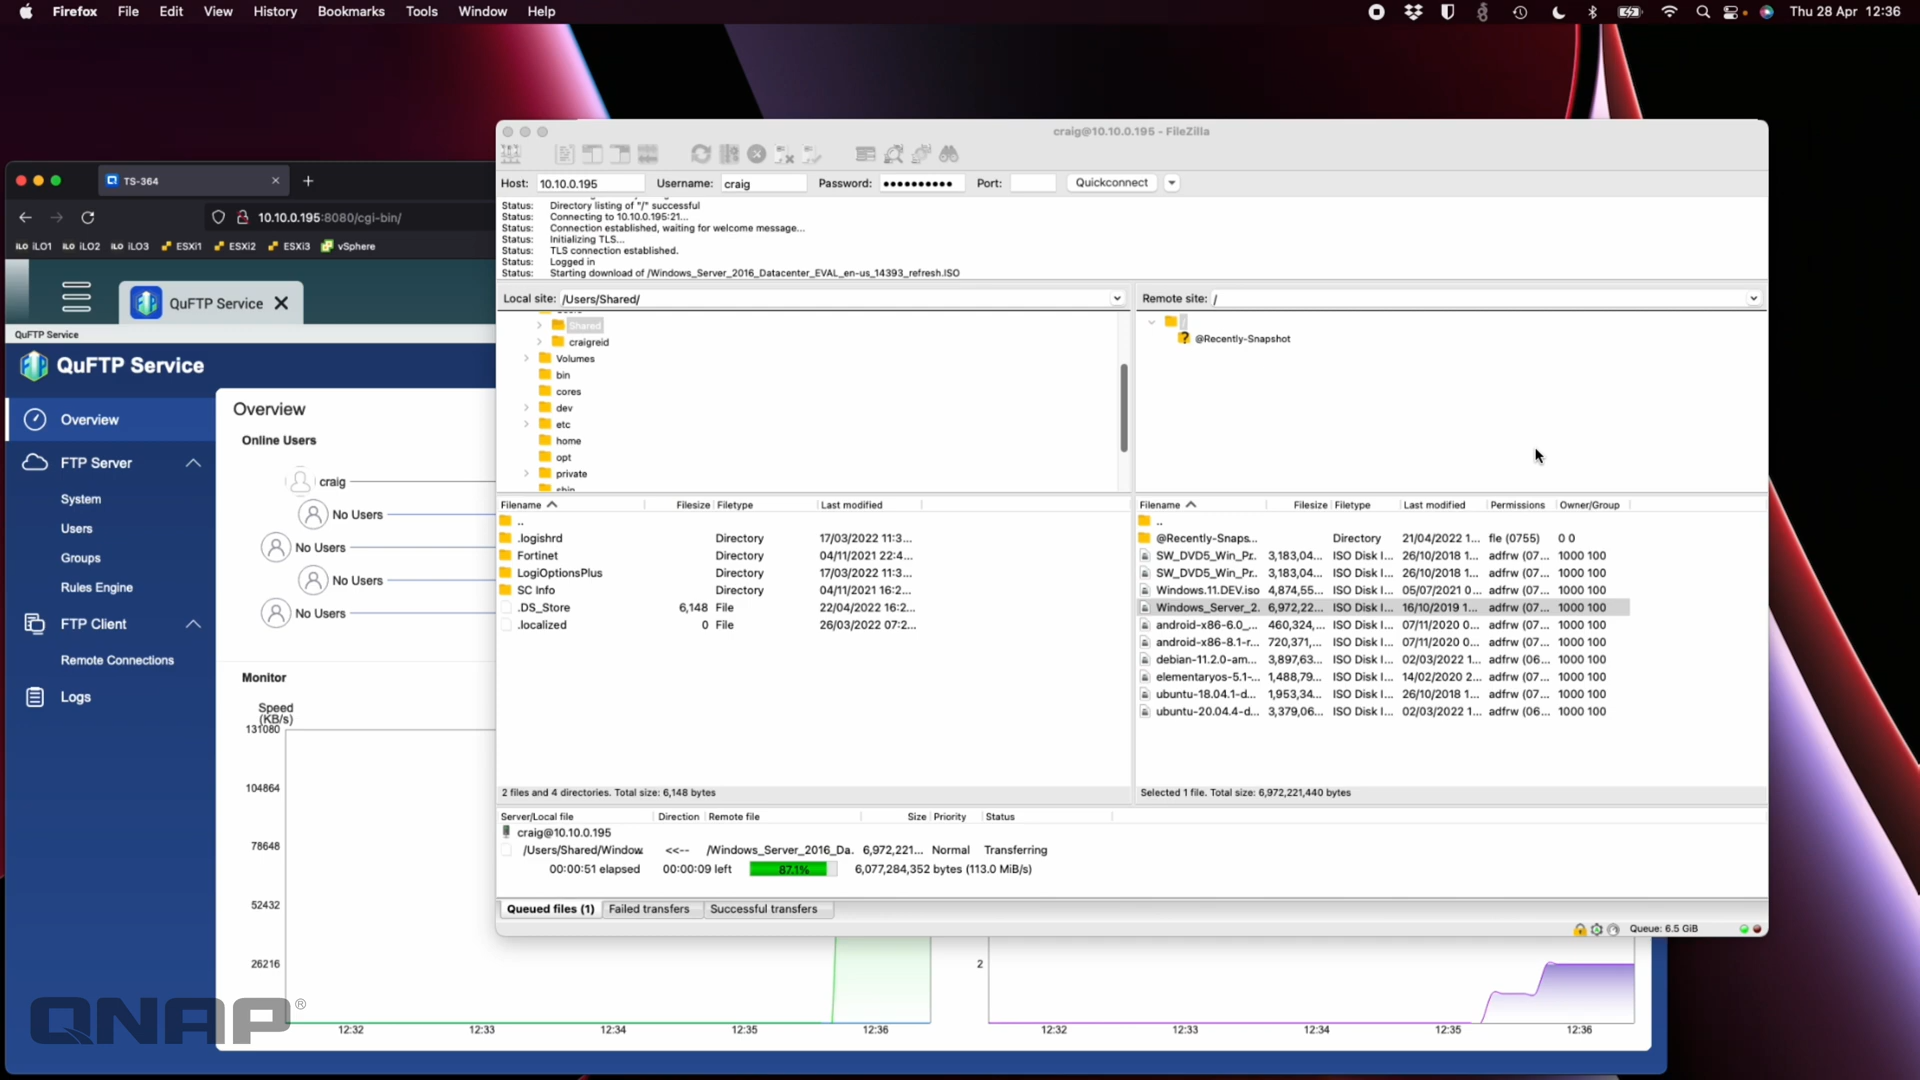 Firefox File Edit View History Bookmarks Tools Window Help
Thu 28 Apr 12:36
craig@10.10.0.195 - FileZilla
TS-364
Host: 10.10.0.195 Username: craig Password: ●●●●●●●●●● Port: Quickconnect
10.10.0.195:8080/cgi-bin/
iLO iLO1 iLO iLO2 iLO iLO3 ESXi1 ESXi2 ESXi3 vSphere
Status: Directory listing of "/" successful
Status: Connecting to 10.10.0.195:21...
Status: Connection established, waiting for welcome message...
Status: Initializing TLS...
Status: TLS connection established.
Status: Logged in
Status: Starting download of /Windows_Server_2016_Datacenter_EVAL_en-us_14393_refresh.ISO
QuFTP Service
QuFTP Service
QuFTP Service
Overview
FTP Server
System
Users
Groups
Rules Engine
FTP Client
Remote Connections
Logs
Overview
Online Users
craig
No Users
No Users
No Users
No Users
Monitor
Speed
(KB/s)
131080
104864
78648
52432
26216
12:32 12:33 12:34 12:35 12:36
2
12:32 12:33 12:34 12:35 12:36
Local site: /Users/Shared/
Shared
craigreid
Volumes
bin
cores
dev
etc
home
opt
private
Filename Filesize Filetype Last modified
..
.logishrd Directory 17/03/2022 11:3...
Fortinet Directory 04/11/2021 22:4...
LogiOptionsPlus Directory 17/03/2022 11:3...
SC Info Directory 04/11/2021 16:2...
.DS_Store 6,148 File 22/04/2022 16:2...
.localized 0 File 26/03/2022 07:2...
2 files and 4 directories. Total size: 6,148 bytes
Remote site: /
/
@Recently-Snapshot
Filename Filesize Filetype Last modified Permissions Owner/Group
..
@Recently-Snaps... Directory 21/04/2022 1... fle (0755) 0 0
SW_DVD5_Win_Pr.. 3,183,04... ISO Disk I... 26/10/2018 1... adfrw (07... 1000 100
SW_DVD5_Win_Pr.. 3,183,04... ISO Disk I... 26/10/2018 1... adfrw (07... 1000 100
Windows.11.DEV.iso 4,874,55... ISO Disk I... 05/07/2021 0... adfrw (07... 1000 100
Windows_Server_2. 6,972,22... ISO Disk I... 16/10/2019 1... adfrw (07... 1000 100
android-x86-6.0_... 460,324,... ISO Disk I... 07/11/2020 0... adfrw (07... 1000 100
android-x86-8.1-r... 720,371,... ISO Disk I... 07/11/2020 0... adfrw (07... 1000 100
debian-11.2.0-am... 3,897,63... ISO Disk I... 02/03/2022 1... adfrw (06... 1000 100
elementaryos-5.1-... 1,488,79... ISO Disk I... 14/02/2020 2... adfrw (07... 1000 100
ubuntu-18.04.1-d... 1,953,34... ISO Disk I... 26/10/2018 1... adfrw (07... 1000 100
ubuntu-20.04.4-d... 3,379,06... ISO Disk I... 02/03/2022 1... adfrw (06... 1000 100
Selected 1 file. Total size: 6,972,221,440 bytes
Server/Local file Direction Remote file Size Priority Status
craig@10.10.0.195
/Users/Shared/Window. <<-- /Windows_Server_2016_Da. 6,972,221... Normal Transferring
00:00:51 elapsed 00:00:09 left 87.1% 6,077,284,352 bytes (113.0 MiB/s)
Queued files (1) Failed transfers Successful transfers
Queue: 6.5 GiB
QNAP®